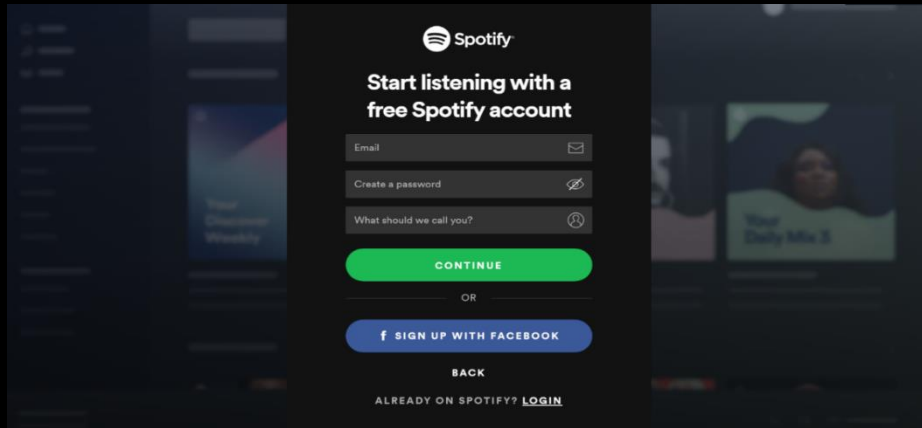 Spotify
Start listening with a
free Spotify account
Email
Create a password
What should we call you?
CONTINUE
OR
f SIGN UP WITH FACEBOOK
BACK
ALREADY ON SPOTIFY? LOGIN
Your
Discover
Weekly
Your
Daily Mix 3